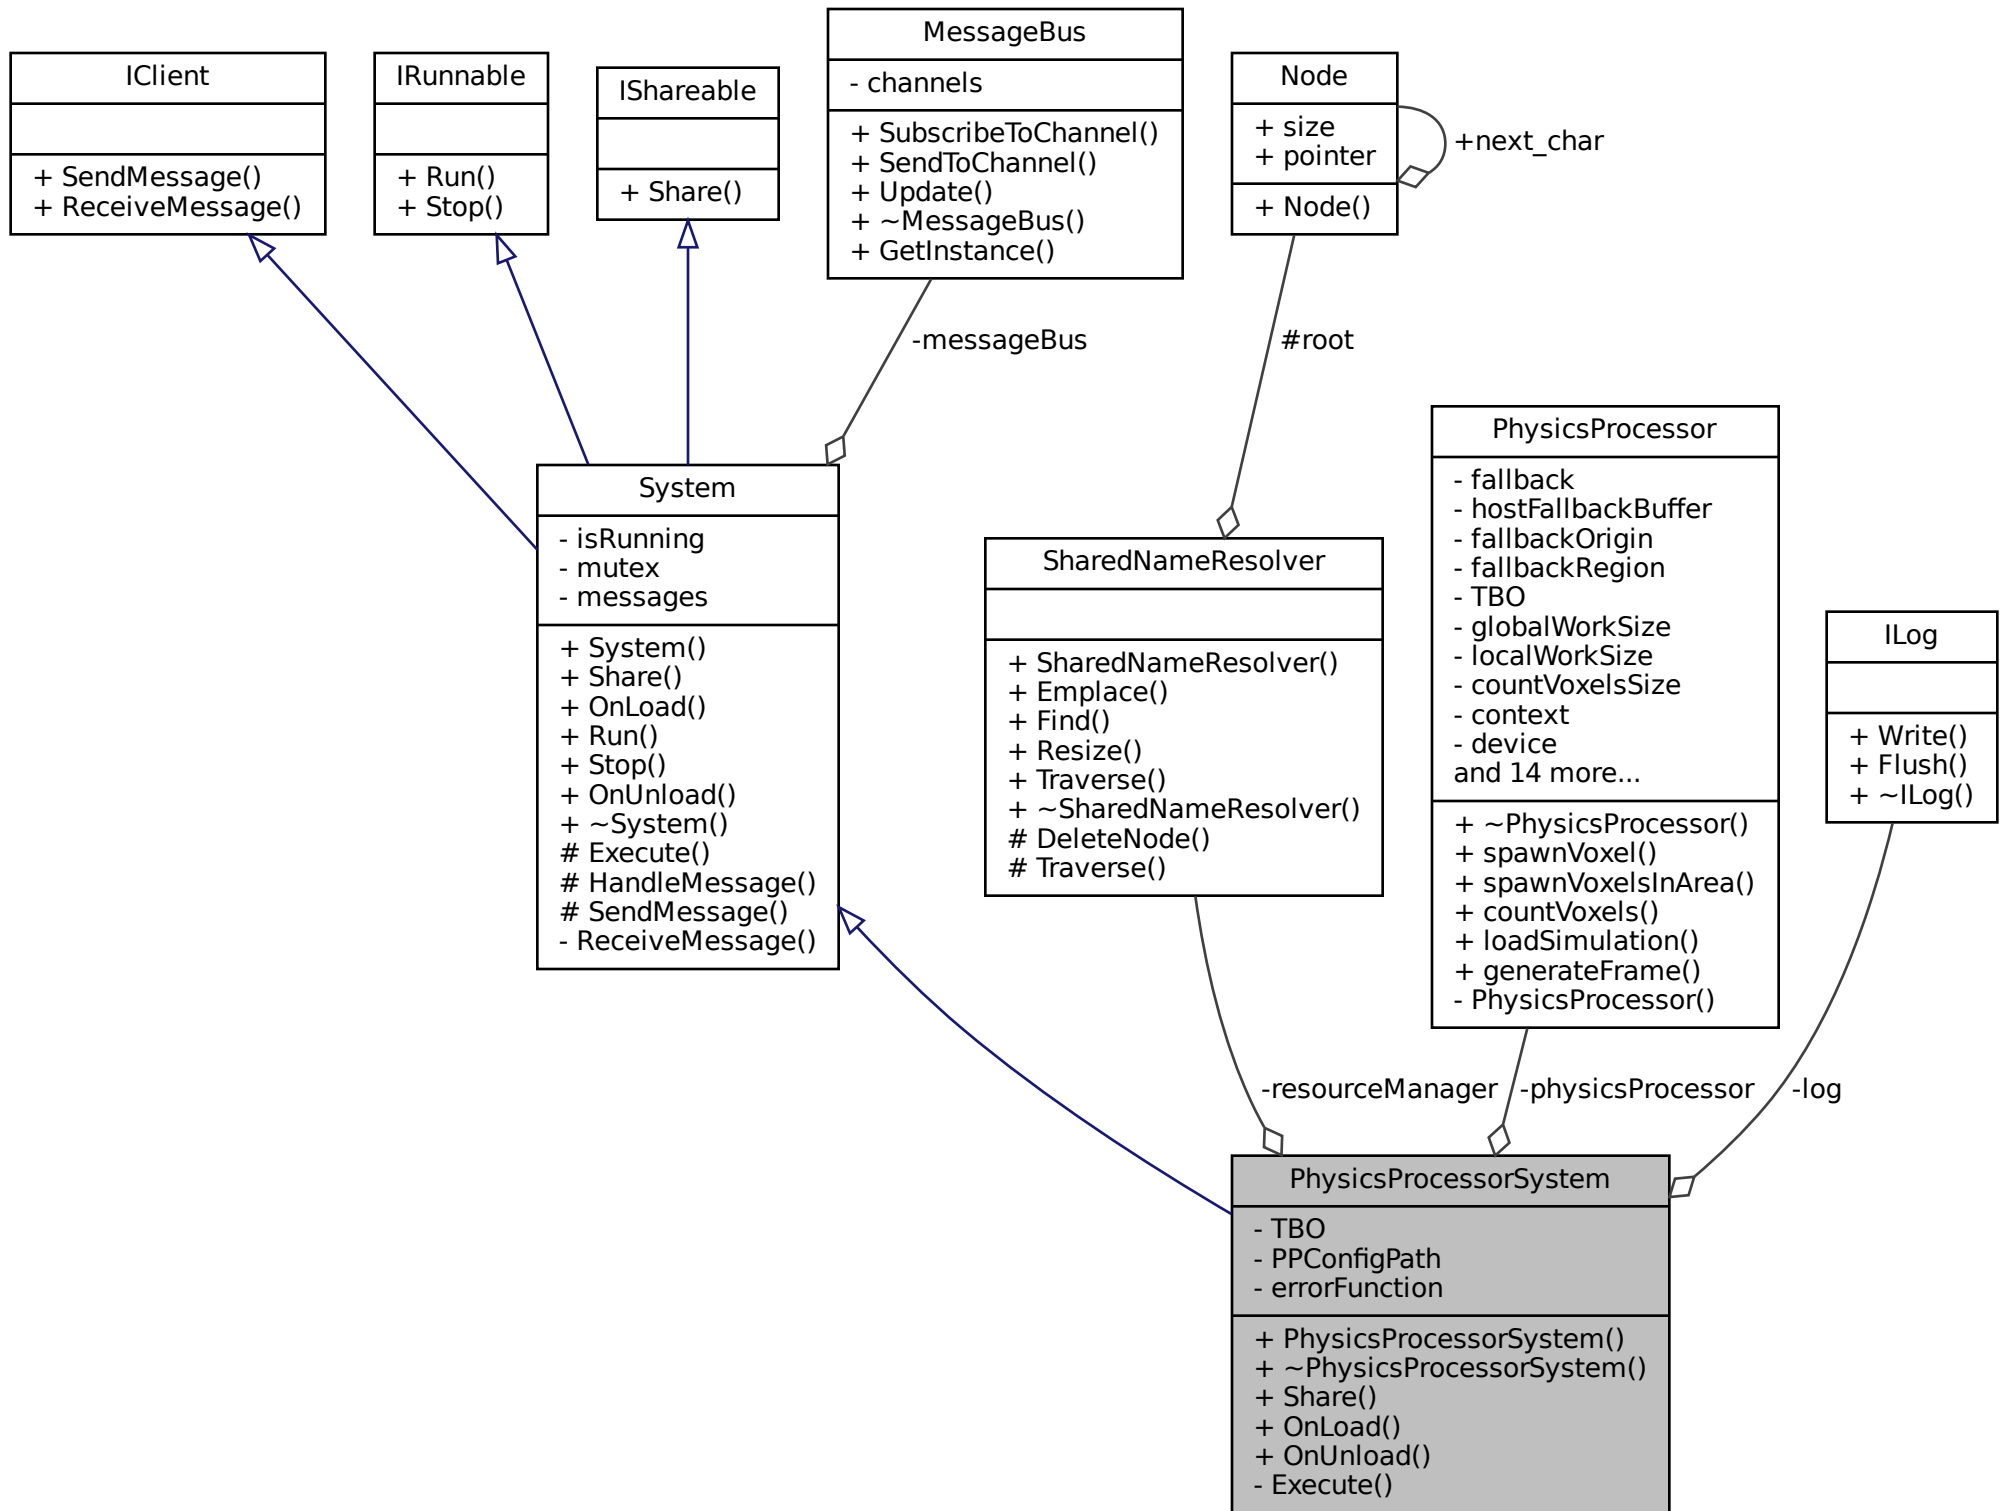 IClient
+ SendMessage()
+ ReceiveMessage()
IRunnable
+ Run()
+ Stop()
IShareable
+ Share()
MessageBus
- channels
+ SubscribeToChannel()
+ SendToChannel()
+ Update()
+ ~MessageBus()
+ GetInstance()
Node
+ size
+ pointer
+ Node()
+next_char
-messageBus
#root
System
- isRunning
- mutex
- messages
+ System()
+ Share()
+ OnLoad()
+ Run()
+ Stop()
+ OnUnload()
+ ~System()
# Execute()
# HandleMessage()
# SendMessage()
- ReceiveMessage()
SharedNameResolver
+ SharedNameResolver()
+ Emplace()
+ Find()
+ Resize()
+ Traverse()
+ ~SharedNameResolver()
# DeleteNode()
# Traverse()
PhysicsProcessor
- fallback
- hostFallbackBuffer
- fallbackOrigin
- fallbackRegion
- TBO
- globalWorkSize
- localWorkSize
- countVoxelsSize
- context
- device
and 14 more...
+ ~PhysicsProcessor()
+ spawnVoxel()
+ spawnVoxelsInArea()
+ countVoxels()
+ loadSimulation()
+ generateFrame()
- PhysicsProcessor()
ILog
+ Write()
+ Flush()
+ ~ILog()
-resourceManager
-physicsProcessor
-log
PhysicsProcessorSystem
- TBO
- PPConfigPath
- errorFunction
+ PhysicsProcessorSystem()
+ ~PhysicsProcessorSystem()
+ Share()
+ OnLoad()
+ OnUnload()
- Execute()